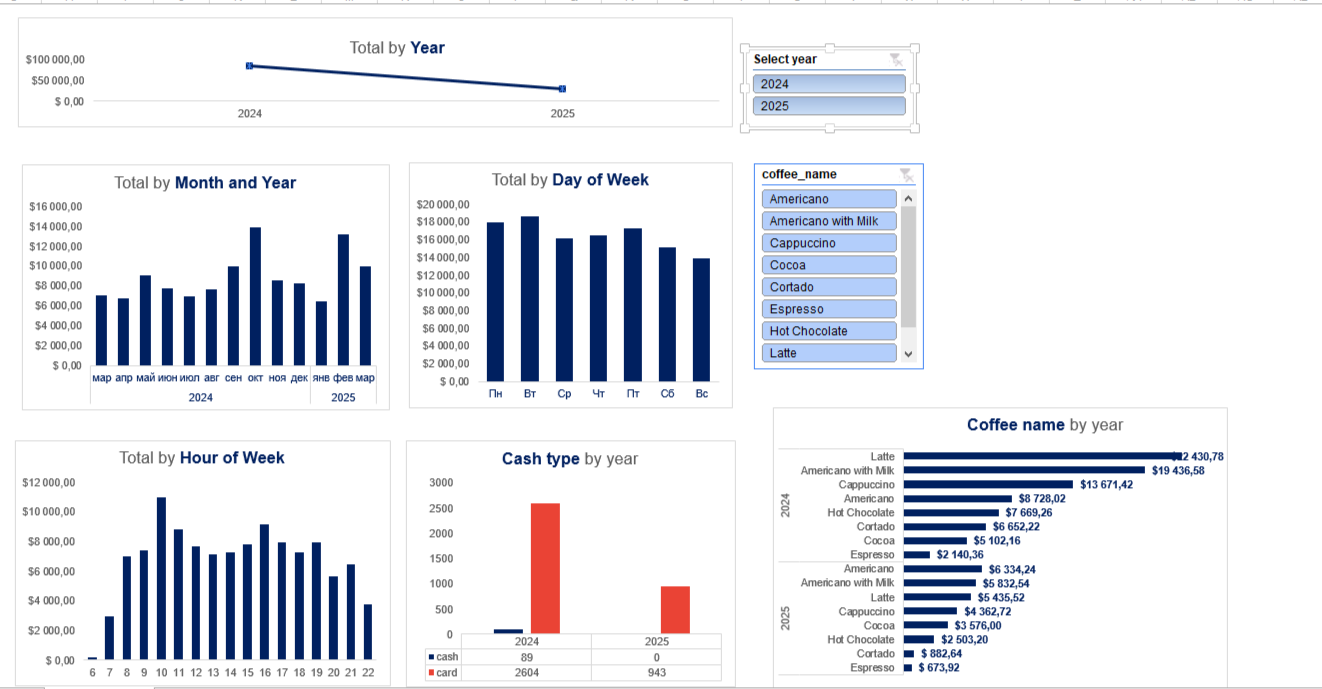 Total by Year
$100 000,00
$50 000,00
$ 0,00
2024
2025
Select year
2024
2025
Total by Month and Year
$16 000,00
$14 000,00
$12 000,00
$10 000,00
$8 000,00
$6 000,00
$4 000,00
$2 000,00
$ 0,00
мар апр май июн июл авг сен окт ноя дек янв фев мар
2024 2025
Total by Day of Week
$20 000,00
$18 000,00
$16 000,00
$14 000,00
$12 000,00
$10 000,00
$8 000,00
$6 000,00
$4 000,00
$2 000,00
$ 0,00
Пн Вт Ср Чт Пт Сб Вс
coffee_name
Americano
Americano with Milk
Cappuccino
Cocoa
Cortado
Espresso
Hot Chocolate
Latte
Total by Hour of Week
$12 000,00
$10 000,00
$8 000,00
$6 000,00
$4 000,00
$2 000,00
$ 0,00
6 7 8 9 10 11 12 13 14 15 16 17 18 19 20 21 22
Cash type by year
3000
2500
2000
1500
1000
500
0
2024 2025
cash 89 0
card 2604 943
Coffee name by year
2024
Latte $22 430,78
Americano with Milk $19 436,58
Cappuccino $13 671,42
Americano $8 728,02
Hot Chocolate $7 669,26
Cortado $6 652,22
Cocoa $5 102,16
Espresso $2 140,36
2025
Americano $6 334,24
Americano with Milk $5 832,54
Latte $5 435,52
Cappuccino $4 362,72
Cocoa $3 576,00
Hot Chocolate $2 503,20
Cortado $ 882,64
Espresso $ 673,92